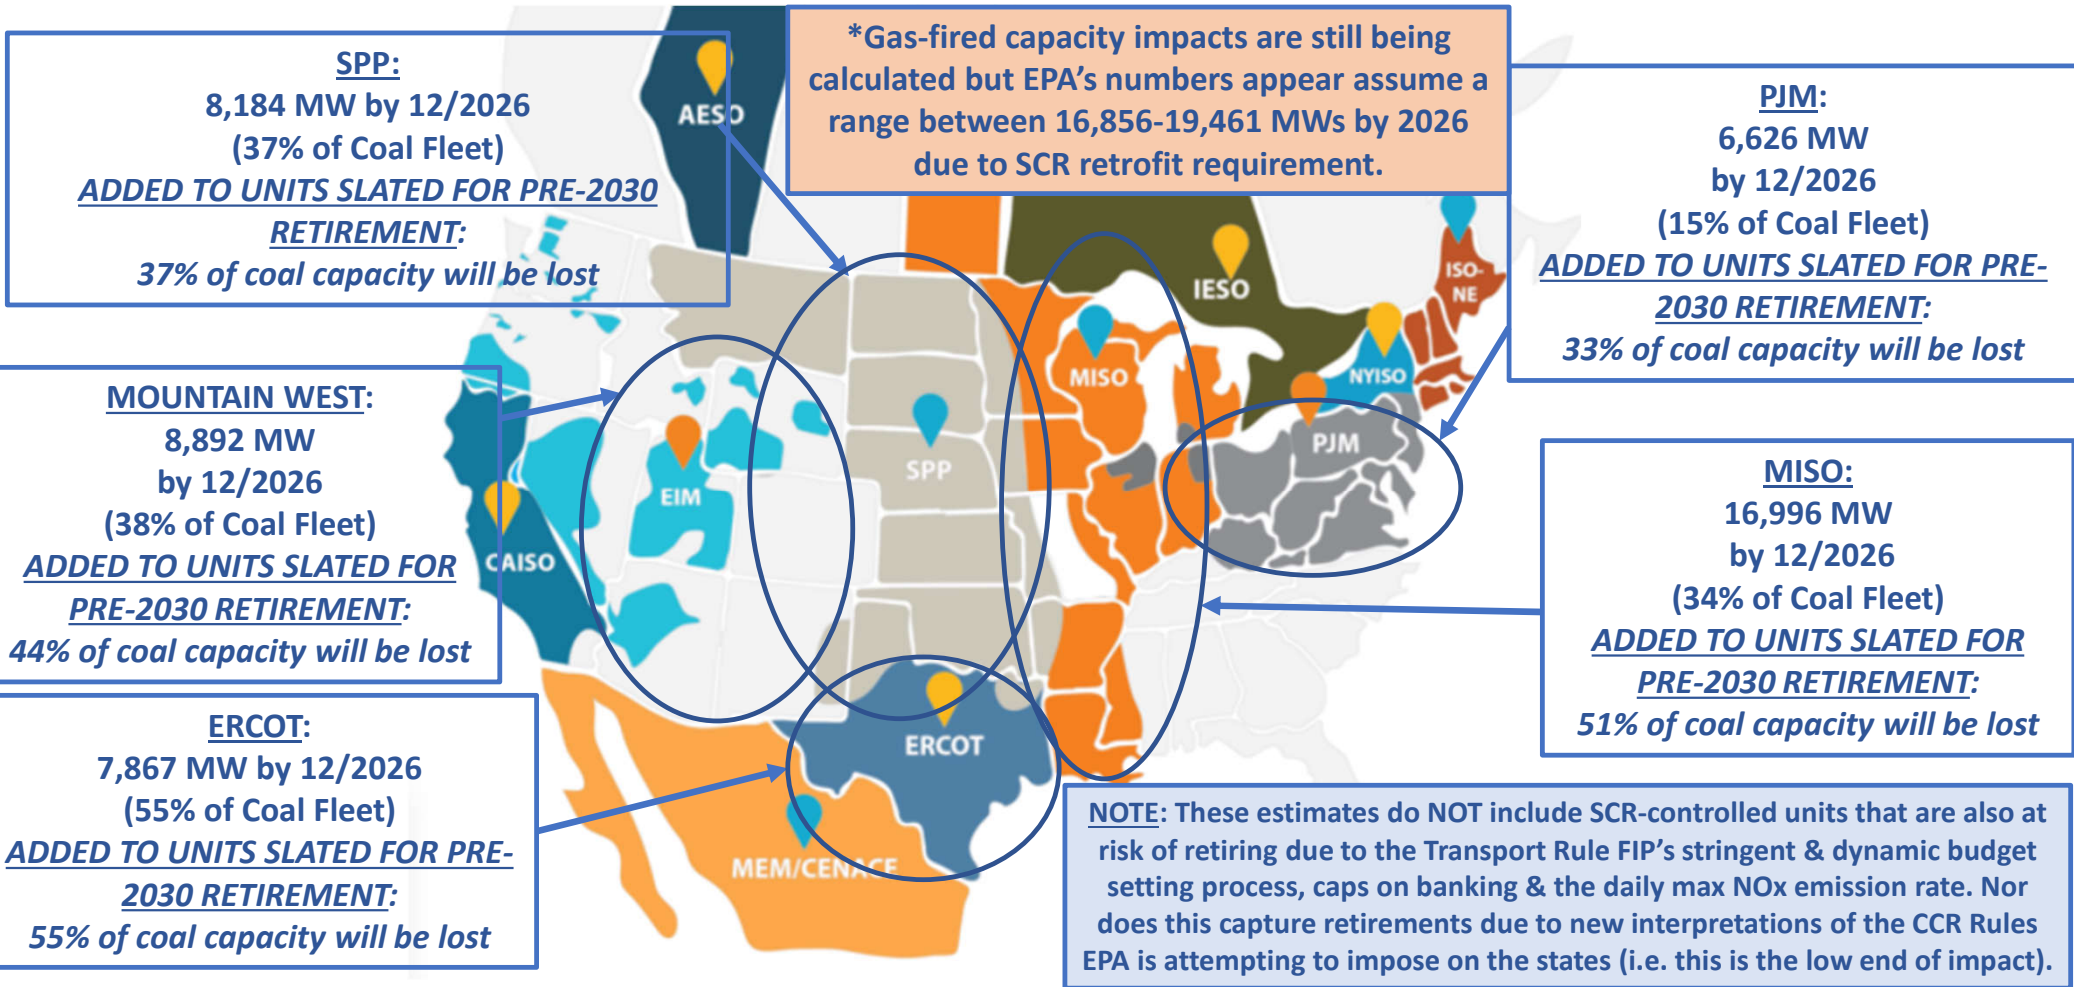 SPP:
8,184 MW by 12/2026
(37% of Coal Fleet)
ADDED TO UNITS SLATED FOR PRE-2030
RETIREMENT:
37% of coal capacity will be lost
AESO
*Gas-fired capacity impacts are still being
calculated but EPA's numbers appear assume a
range between 16,856-19,461 MWs by 2026
due to SCR retrofit requirement.
PJM:
6,626 MW
by 12/2026
(15% of Coal Fleet)
ADDED TO UNITS SLATED FOR PRE-
2030 RETIREMENT:
33% of coal capacity will be lost
IESO
ISO-
NE
MISO
NYISO
MOUNTAIN WEST:
8,892 MW
by 12/2026
(38% of Coal Fleet)
ADDED TO UNITS SLATED FOR
PRE-2030 RETIREMENT:
44% of coal capacity will be lost
PJM
SPP
EIM
CAISO
MISO:
16,996 MW
by 12/2026
(34% of Coal Fleet)
ADDED TO UNITS SLATED FOR
PRE-2030 RETIREMENT:
51% of coal capacity will be lost
ERCOT:
7,867 MW by 12/2026
(55% of Coal Fleet)
ADDED TO UNITS SLATED FOR PRE-
2030 RETIREMENT:
55% of coal capacity will be lost
ERCOT
MEM/CENACE
NOTE: These estimates do NOT include SCR-controlled units that are also at
risk of retiring due to the Transport Rule FIP's stringent & dynamic budget
setting process, caps on banking & the daily max NOx emission rate. Nor
does this capture retirements due to new interpretations of the CCR Rules
EPA is attempting to impose on the states (i.e. this is the low end of impact).